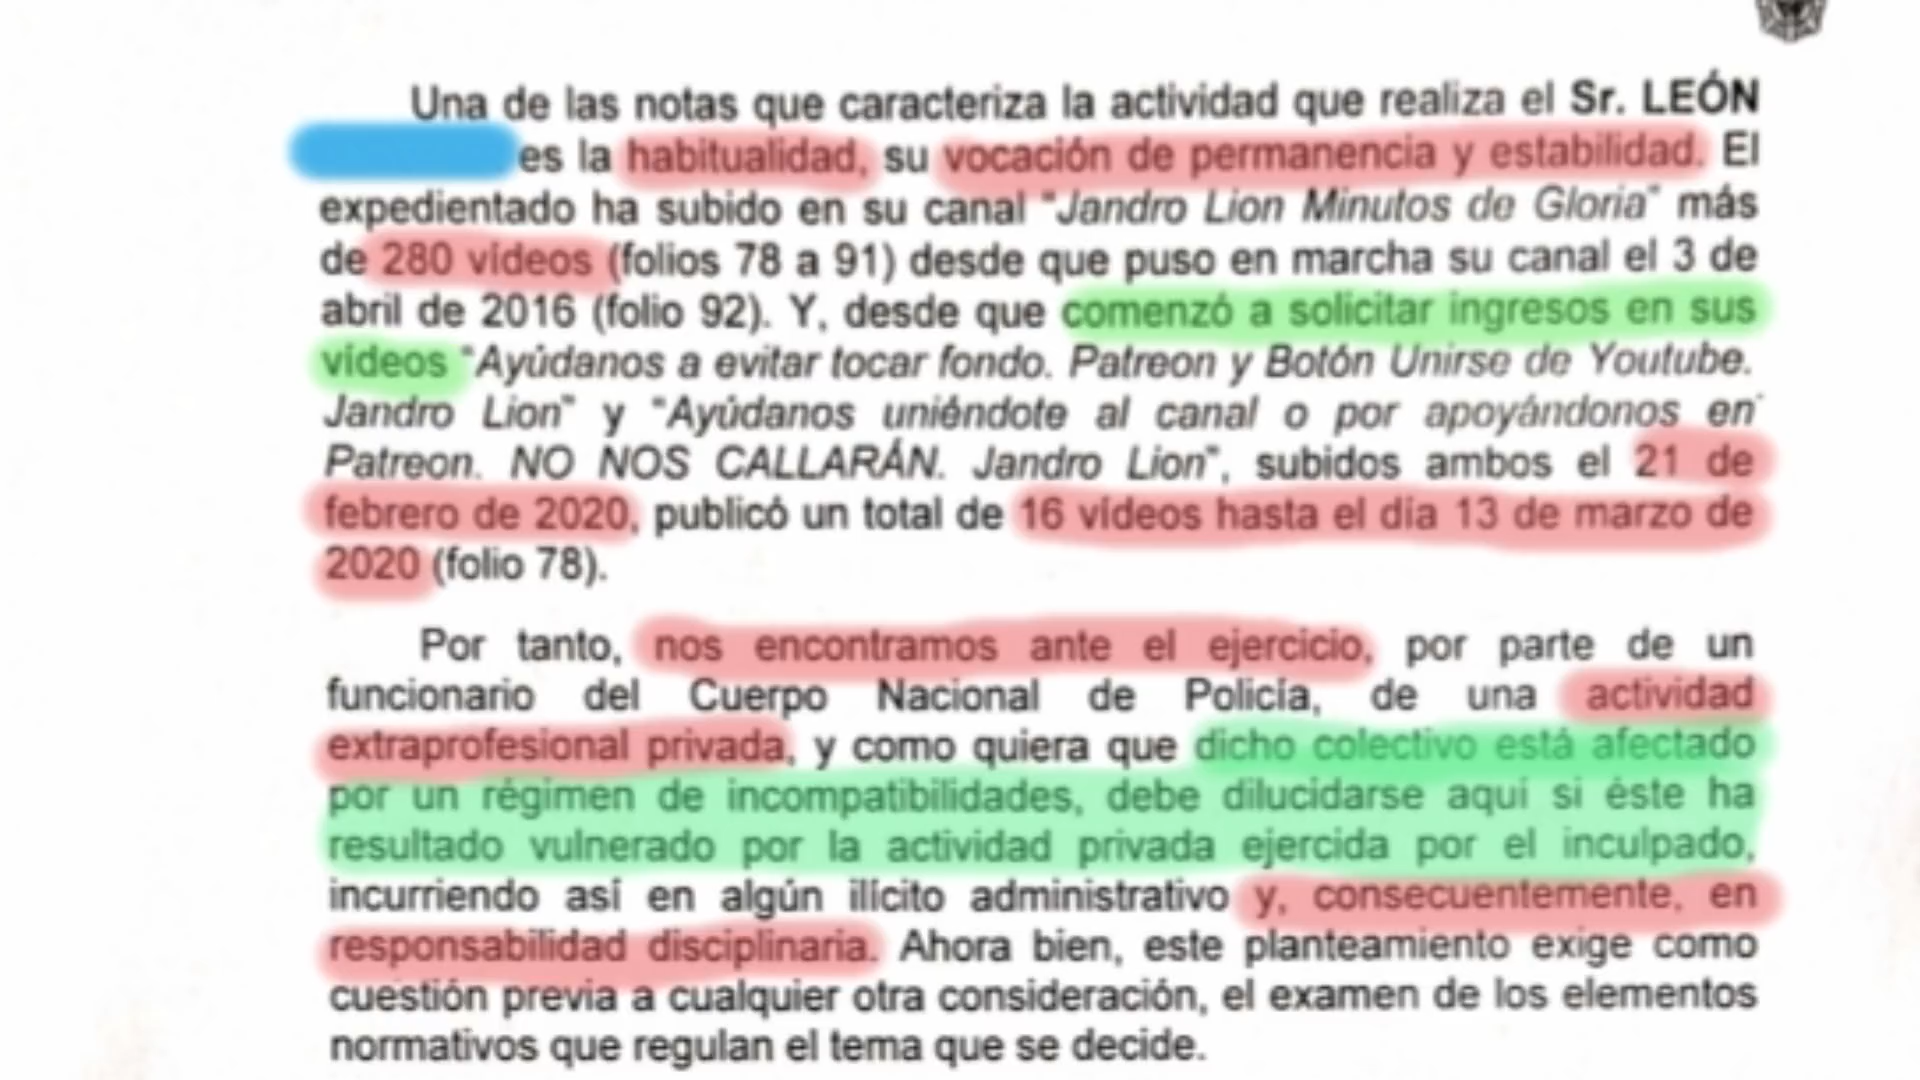 Una de las notas que caracteriza la actividad que realiza el Sr. LEÓN
es la habitualidad, su vocación de permanencia y estabilidad. El
expedientado ha subido en su canal "Jandro Lion Minutos de Gloria" más
de 280 vídeos (folios 78 a 91) desde que puso en marcha su canal el 3 de
abril de 2016 (folio 92). Y, desde que comenzó a solicitar ingresos en sus
vídeos "Ayúdanos a evitar tocar fondo. Patreon y Botón Unirse de Youtube.
Jandro Lion" y "Ayúdanos uniéndote al canal o por apoyándonos en
Patreon. NO NOS CALLARÁN. Jandro Lion", subidos ambos el 21 de
febrero de 2020, publicó un total de 16 vídeos hasta el día 13 de marzo de
2020 (folio 78).
Por tanto, nos encontramos ante el ejercicio, por parte de un
funcionario del Cuerpo Nacional de Policía, de una actividad
extraprofesional privada, y como quiera que dicho colectivo está afectado
por un régimen de incompatibilidades, debe dilucidarse aquí si éste ha
resultado vulnerado por la actividad privada ejercida por el inculpado,
incurriendo así en algún ilícito administrativo y, consecuentemente, en
responsabilidad disciplinaria. Ahora bien, este planteamiento exige como
cuestión previa a cualquier otra consideración, el examen de los elementos
normativos que regulan el tema que se decide.